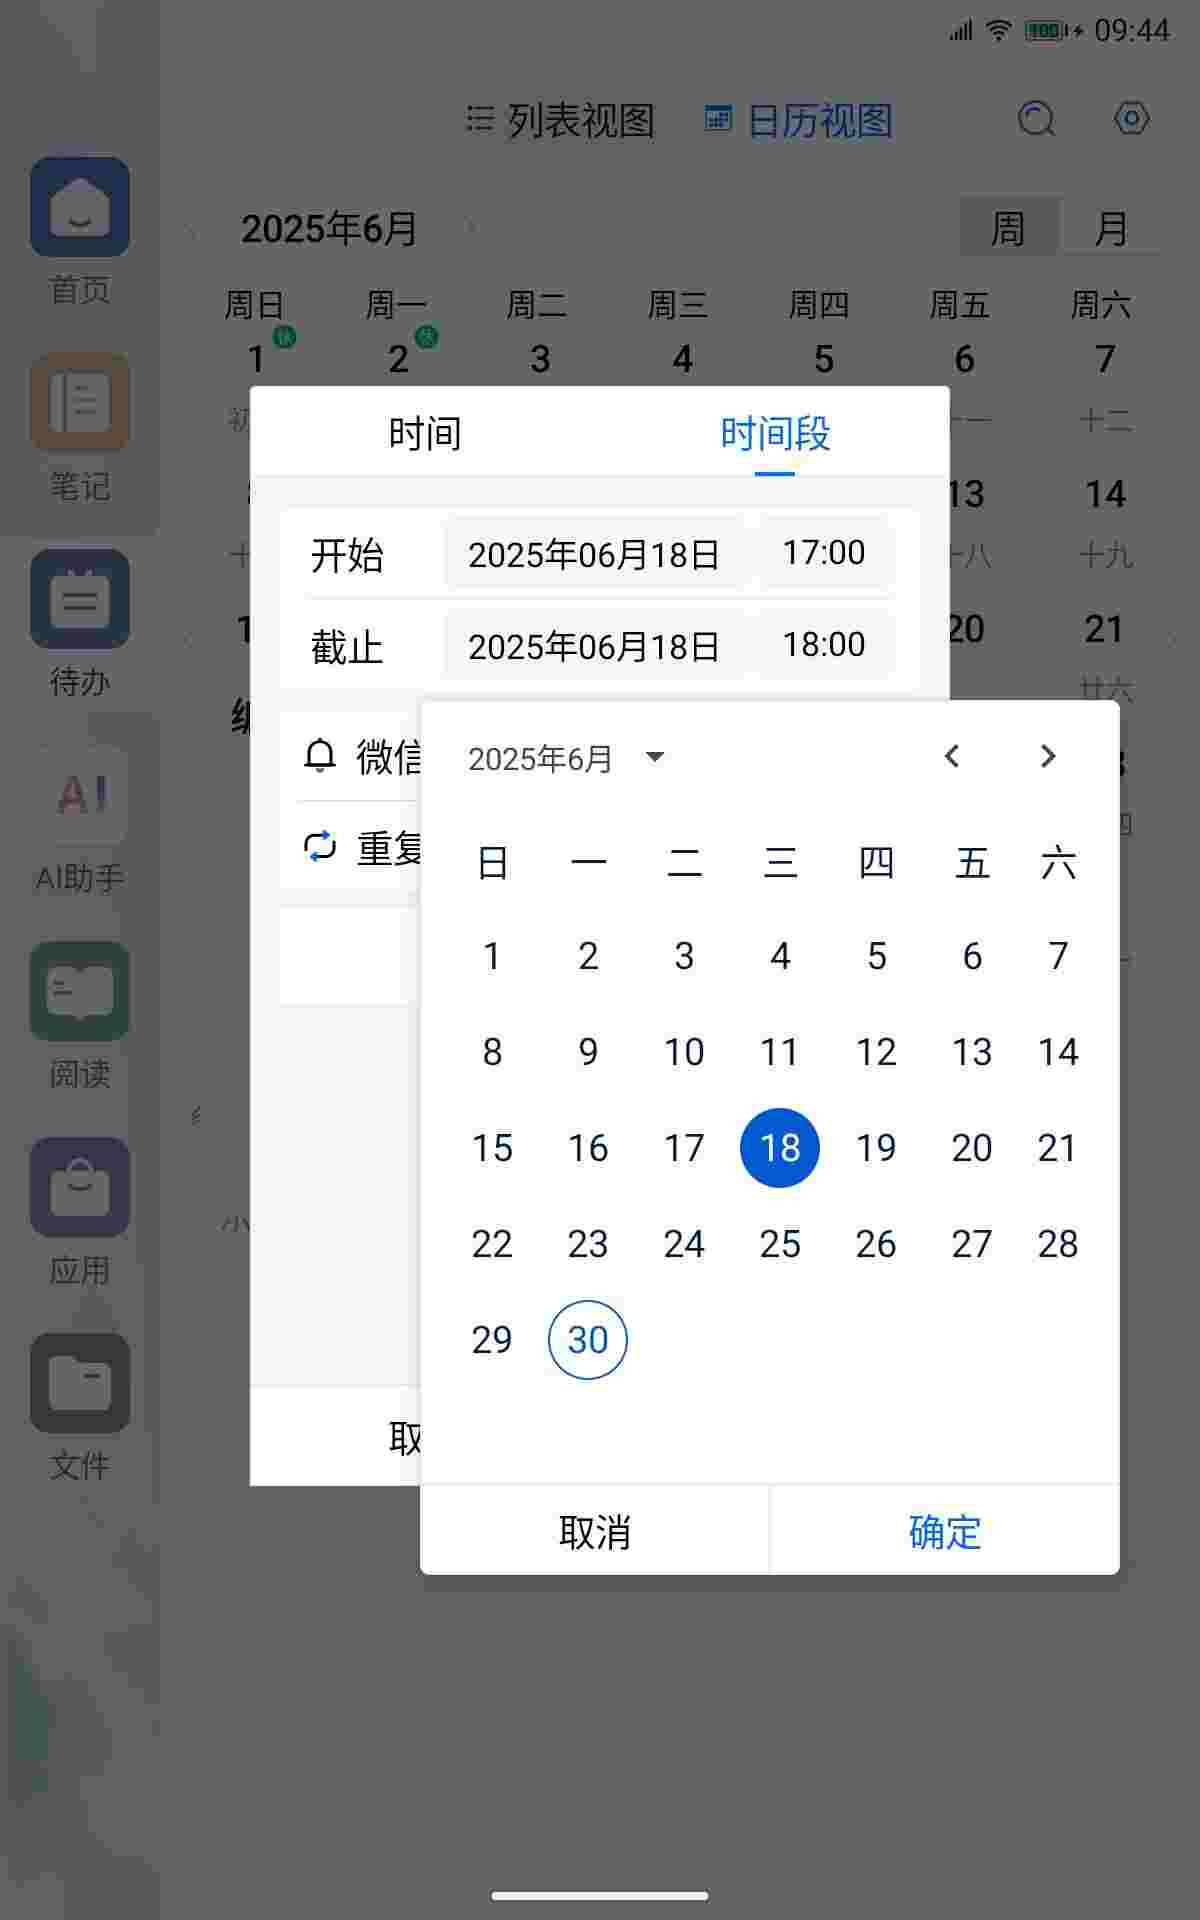 100 09:44
列表视图 日历视图
2025年6月 周 月
周日 周一 周二 周三 周四 周五 周六
1 休 2 休 3 4 5 6 7
初 十一 十二
时间 时间段
13 14
十八 十九
开始 2025年06月18日 17:00
截止 2025年06月18日 18:00
20 21
廿六
微信
重复
2025年6月
日 一 二 三 四 五 六
1 2 3 4 5 6 7
8 9 10 11 12 13 14
15 16 17 18 19 20 21
22 23 24 25 26 27 28
29 30
取消 确定
取
小
首页
笔记
待办
AI
AI助手
阅读
应用
文件